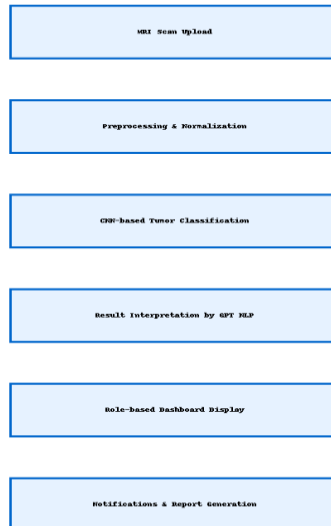 MRI Scan Upload
Preprocessing & Normalization
CNN-based Tumor Classification
Result Interpretation by GPT NLP
Role-based Dashboard Display
Notifications & Report Generation